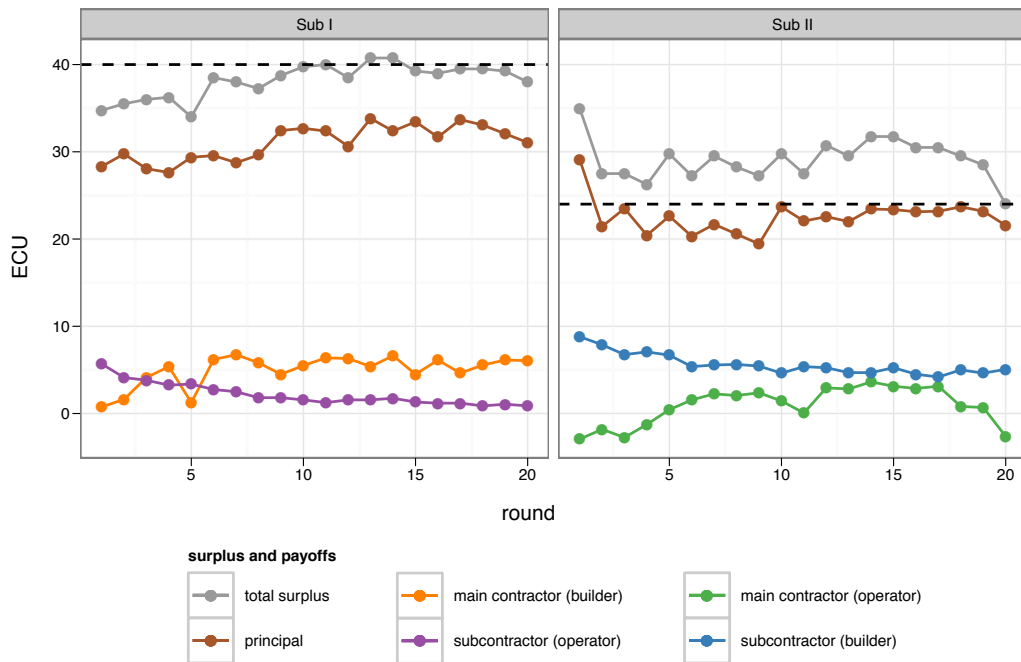 Sub I
Sub II
ECU
40
30
20
10
0
5
10
15
20
5
10
15
20
round
surplus and payoffs
total surplus
main contractor (builder)
main contractor (operator)
principal
subcontractor (operator)
subcontractor (builder)